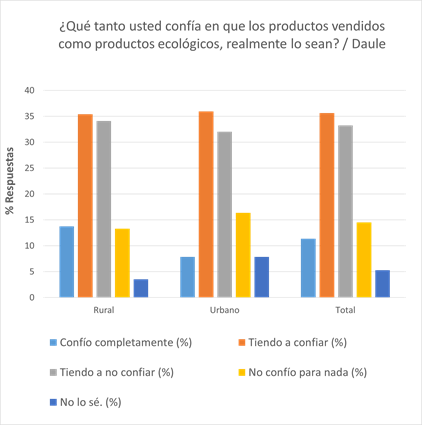 ¿Qué tanto usted confía en que los productos vendidos
como productos ecológicos, realmente lo sean? / Daule
% Respuestas
40
35
30
25
20
15
10
5
0
Rural Urbano Total
Confío completamente (%) Tiendo a confiar (%)
Tiendo a no confiar (%) No confío para nada (%)
No lo sé. (%)